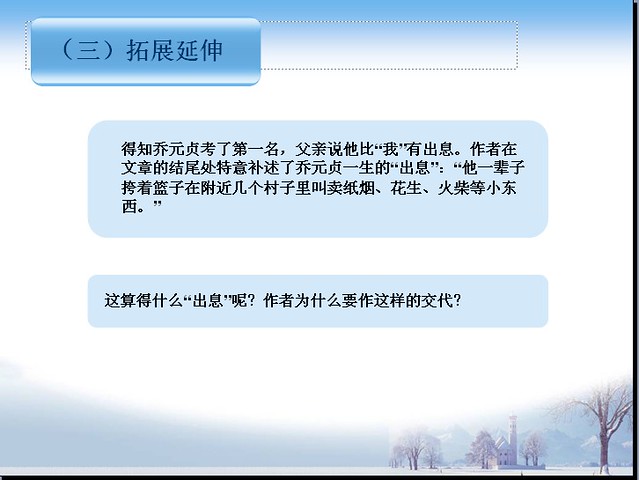 （三）拓展延伸
得知乔元贞考了第一名，父亲说他比“我”有出息。作者在
文章的结尾处特意补述了乔元贞一生的“出息”：“他一辈子
挎着篮子在附近几个村子里叫卖纸烟、花生、火柴等小东
西。”
这算得什么“出息”呢？作者为什么要作这样的交代？